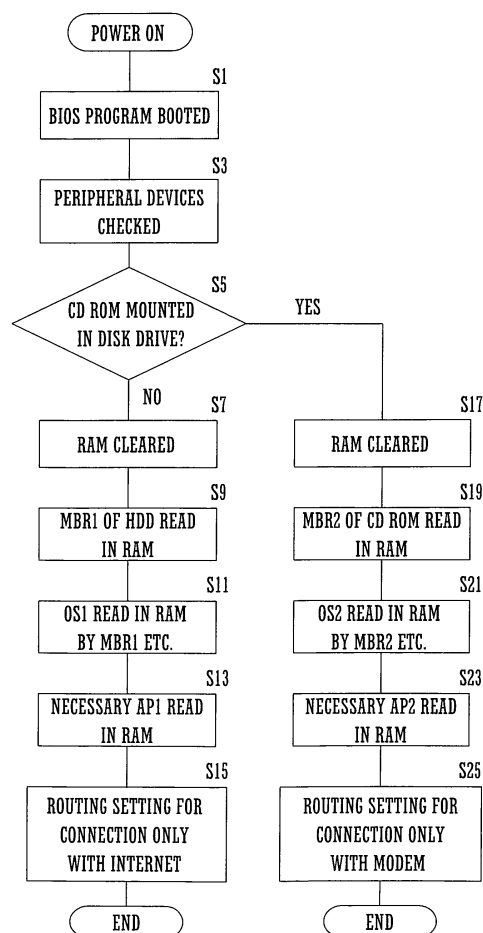 POWER ON
S1
BIOS PROGRAM BOOTED
S3
PERIPHERAL DEVICES
CHECKED
S5
CD ROM MOUNTED
IN DISK DRIVE?
YES
NO
S7
RAM CLEARED
S9
MBR1 OF HDD READ
IN RAM
S11
OS1 READ IN RAM
BY MBR1 ETC.
S13
NECESSARY AP1 READ
IN RAM
S15
ROUTING SETTING FOR
CONNECTION ONLY
WITH INTERNET
END
S17
RAM CLEARED
S19
MBR2 OF CD ROM READ
IN RAM
S21
OS2 READ IN RAM
BY MBR2 ETC.
S23
NECESSARY AP2 READ
IN RAM
S25
ROUTING SETTING FOR
CONNECTION ONLY
WITH MODEM
END